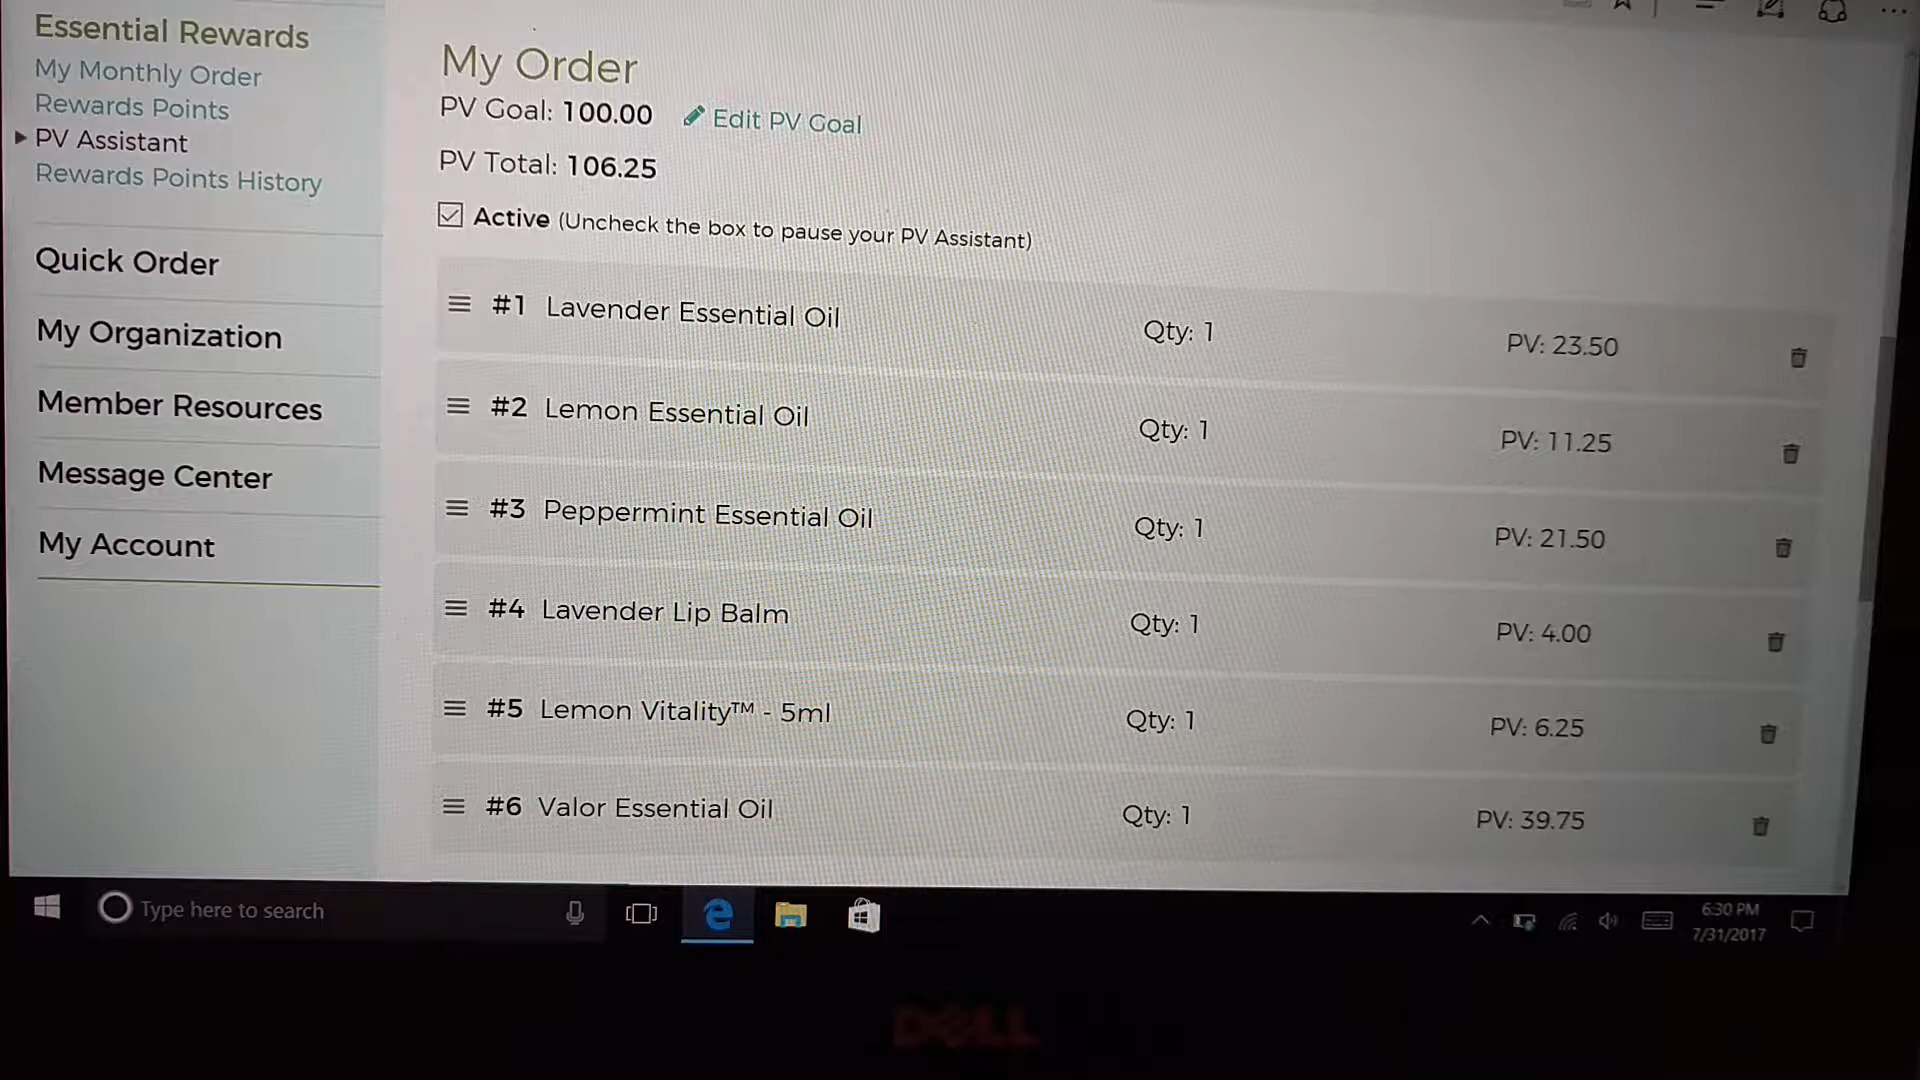 Essential Rewards
My Monthly Order
Rewards Points
PV Assistant
Rewards Points History
Quick Order
My Organization
Member Resources
Message Center
My Account
My Order
PV Goal: 100.00 Edit PV Goal
PV Total: 106.25
Active (Uncheck the box to pause your PV Assistant)
#1 Lavender Essential Oil Qty: 1 PV: 23.50
#2 Lemon Essential Oil Qty: 1 PV: 11.25
#3 Peppermint Essential Oil Qty: 1 PV: 21.50
#4 Lavender Lip Balm Qty: 1 PV: 4.00
#5 Lemon Vitality™ - 5ml Qty: 1 PV: 6.25
#6 Valor Essential Oil Qty: 1 PV: 39.75
Type here to search
6:30 PM
7/31/2017
DELL